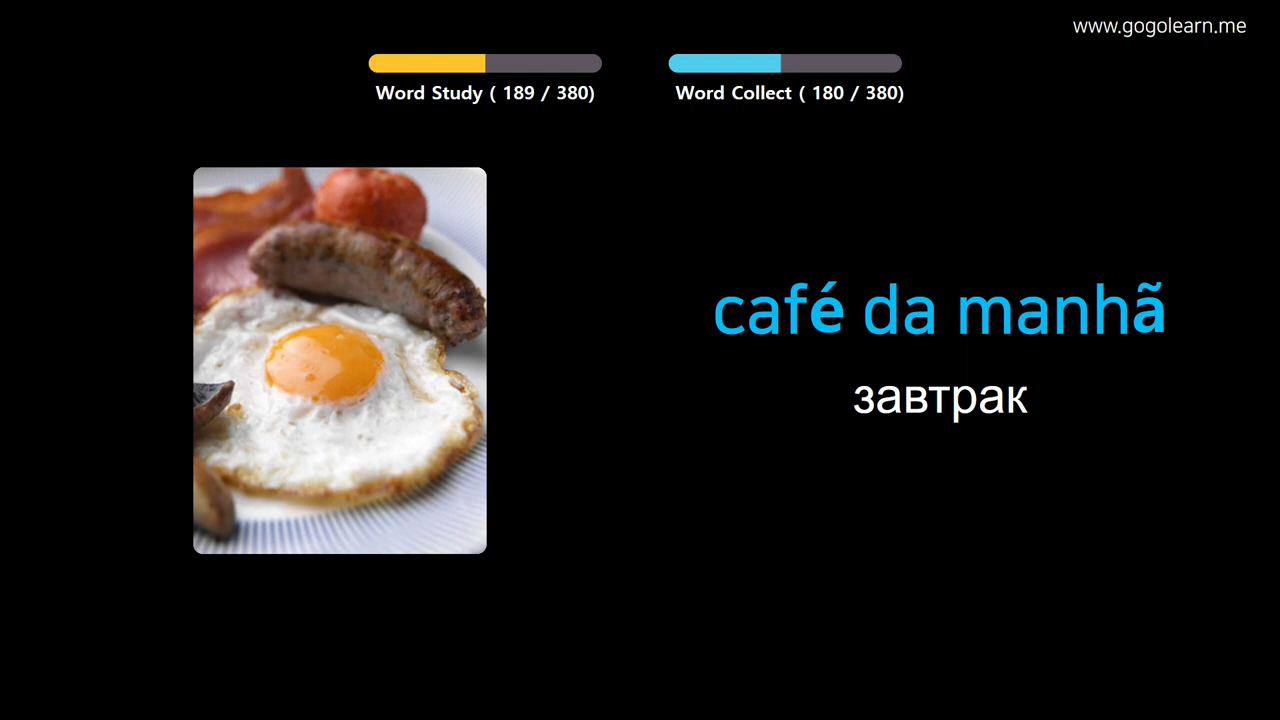 www.gogolearn.me
Word Study ( 189 / 380)
Word Collect ( 180 / 380)
café da manhã
завтрак